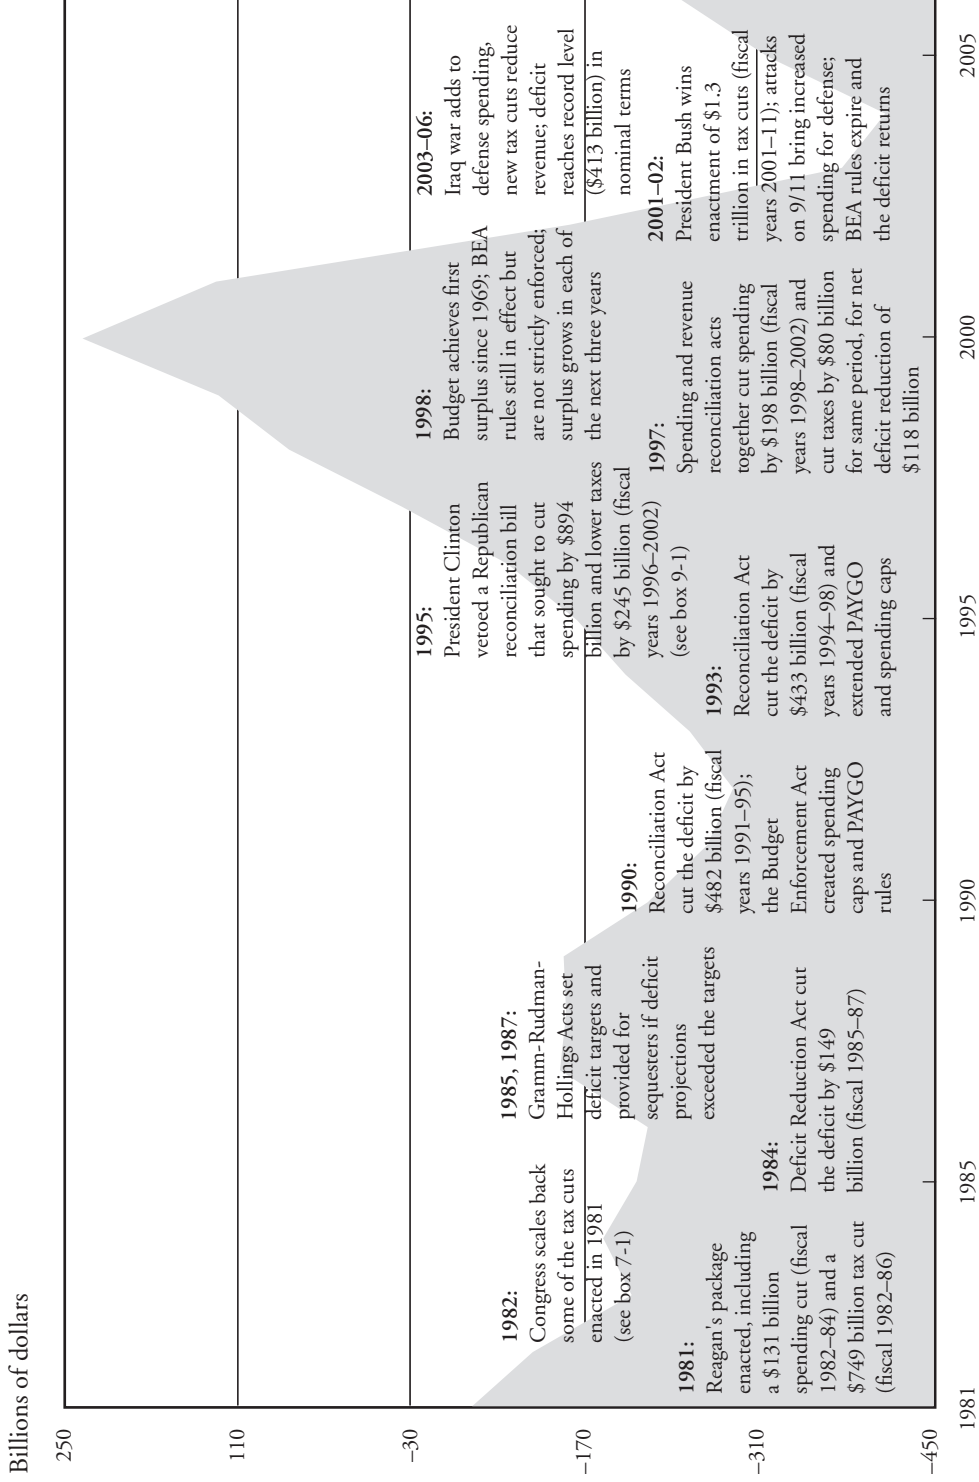 Billions of dollars
250
110
–30
–170
–310
–450
1981
1985
1990
1995
2000
2005
1981:
Reagan's package
enacted, including
a $131 billion
spending cut (fiscal
1982–84) and a
$749 billion tax cut
(fiscal 1982–86)
1982:
Congress scales back
some of the tax cuts
enacted in 1981
(see box 7-1)
1984:
Deficit Reduction Act cut
the deficit by $149
billion (fiscal 1985–87)
1985, 1987:
Gramm-Rudman-
Hollings Acts set
deficit targets and
provided for
sequesters if deficit
projections
exceeded the targets
1990:
Reconciliation Act
cut the deficit by
$482 billion (fiscal
years 1991–95);
the Budget
Enforcement Act
created spending
caps and PAYGO
rules
1993:
Reconciliation Act
cut the deficit by
$433 billion (fiscal
years 1994–98) and
extended PAYGO
and spending caps
1995:
President Clinton
vetoed a Republican
reconciliation bill
that sought to cut
spending by $894
billion and lower taxes
by $245 billion (fiscal
years 1996–2002)
(see box 9-1)
1997:
Spending and revenue
reconciliation acts
together cut spending
by $198 billion (fiscal
years 1998–2002) and
cut taxes by $80 billion
for same period, for net
deficit reduction of
$118 billion
1998:
Budget achieves first
surplus since 1969; BEA
rules still in effect but
are not strictly enforced;
surplus grows in each of
the next three years
2001–02:
President Bush wins
enactment of $1.3
trillion in tax cuts (fiscal
years 2001–11); attacks
on 9/11 bring increased
spending for defense;
BEA rules expire and
the deficit returns
2003–06:
Iraq war adds to
defense spending,
new tax cuts reduce
revenue; deficit
reaches record level
($413 billion) in
nominal terms